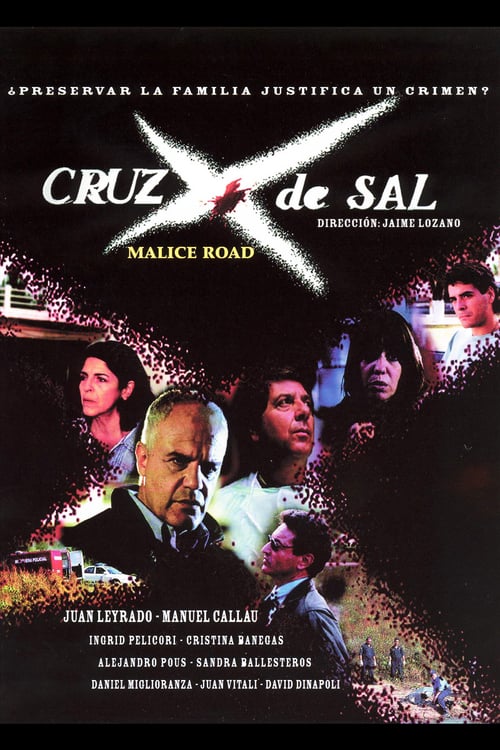 ¿PRESERVAR LA FAMILIA JUSTIFICA UN CRIMEN?
CRUZ de SAL
DIRECCIÓN: JAIME LOZANO
MALICE ROAD
JUAN LEYRADO - MANUEL CALLAU
INGRID PELICORI - CRISTINA BANEGAS
ALEJANDRO POUS - SANDRA BALLESTEROS
DANIEL MIGLIORANZA - JUAN VITALI - DAVID DINAPOLI